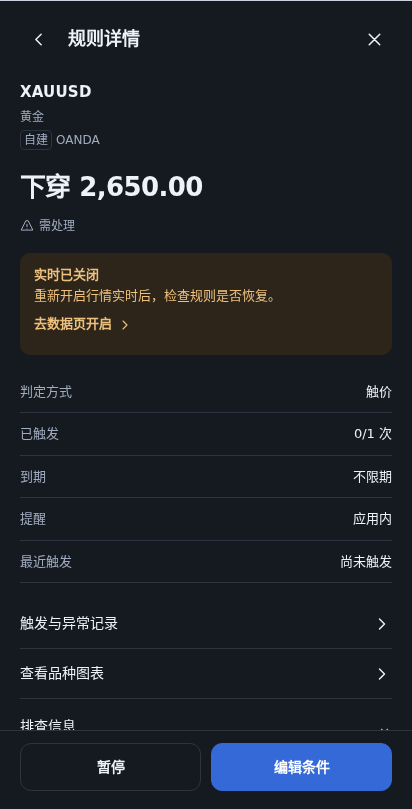 规则详情
XAUUSD
黄金
自建 OANDA
下穿 2,650.00
需处理
实时已关闭
重新开启行情实时后，检查规则是否恢复。
去数据页开启
判定方式 触价
已触发 0/1 次
到期 不限期
提醒 应用内
最近触发 尚未触发
触发与异常记录
查看品种图表
排查信息
暂停 编辑条件